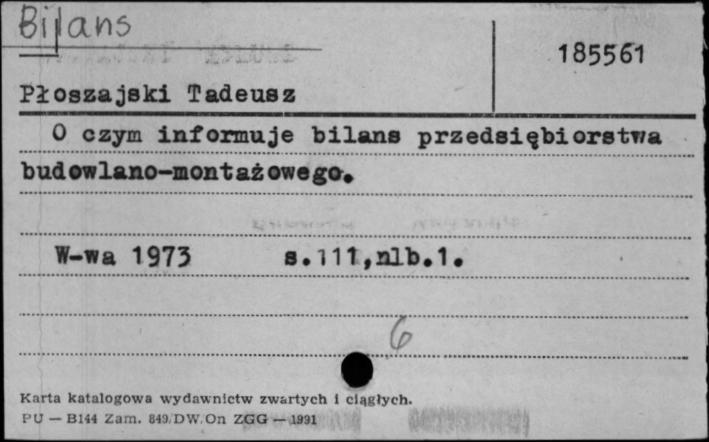 Bilans
185561
Płoszajski Tadeusz
O czym informuje bilans przedsiębiorstwa
budowlano-montażowego.
W-wa 1973 s.111,nlb.1.
6
Karta katalogowa wydawnictw zwartych i ciągłych.
PU — B144 Zam. 849/DW/On ZGG — 1991